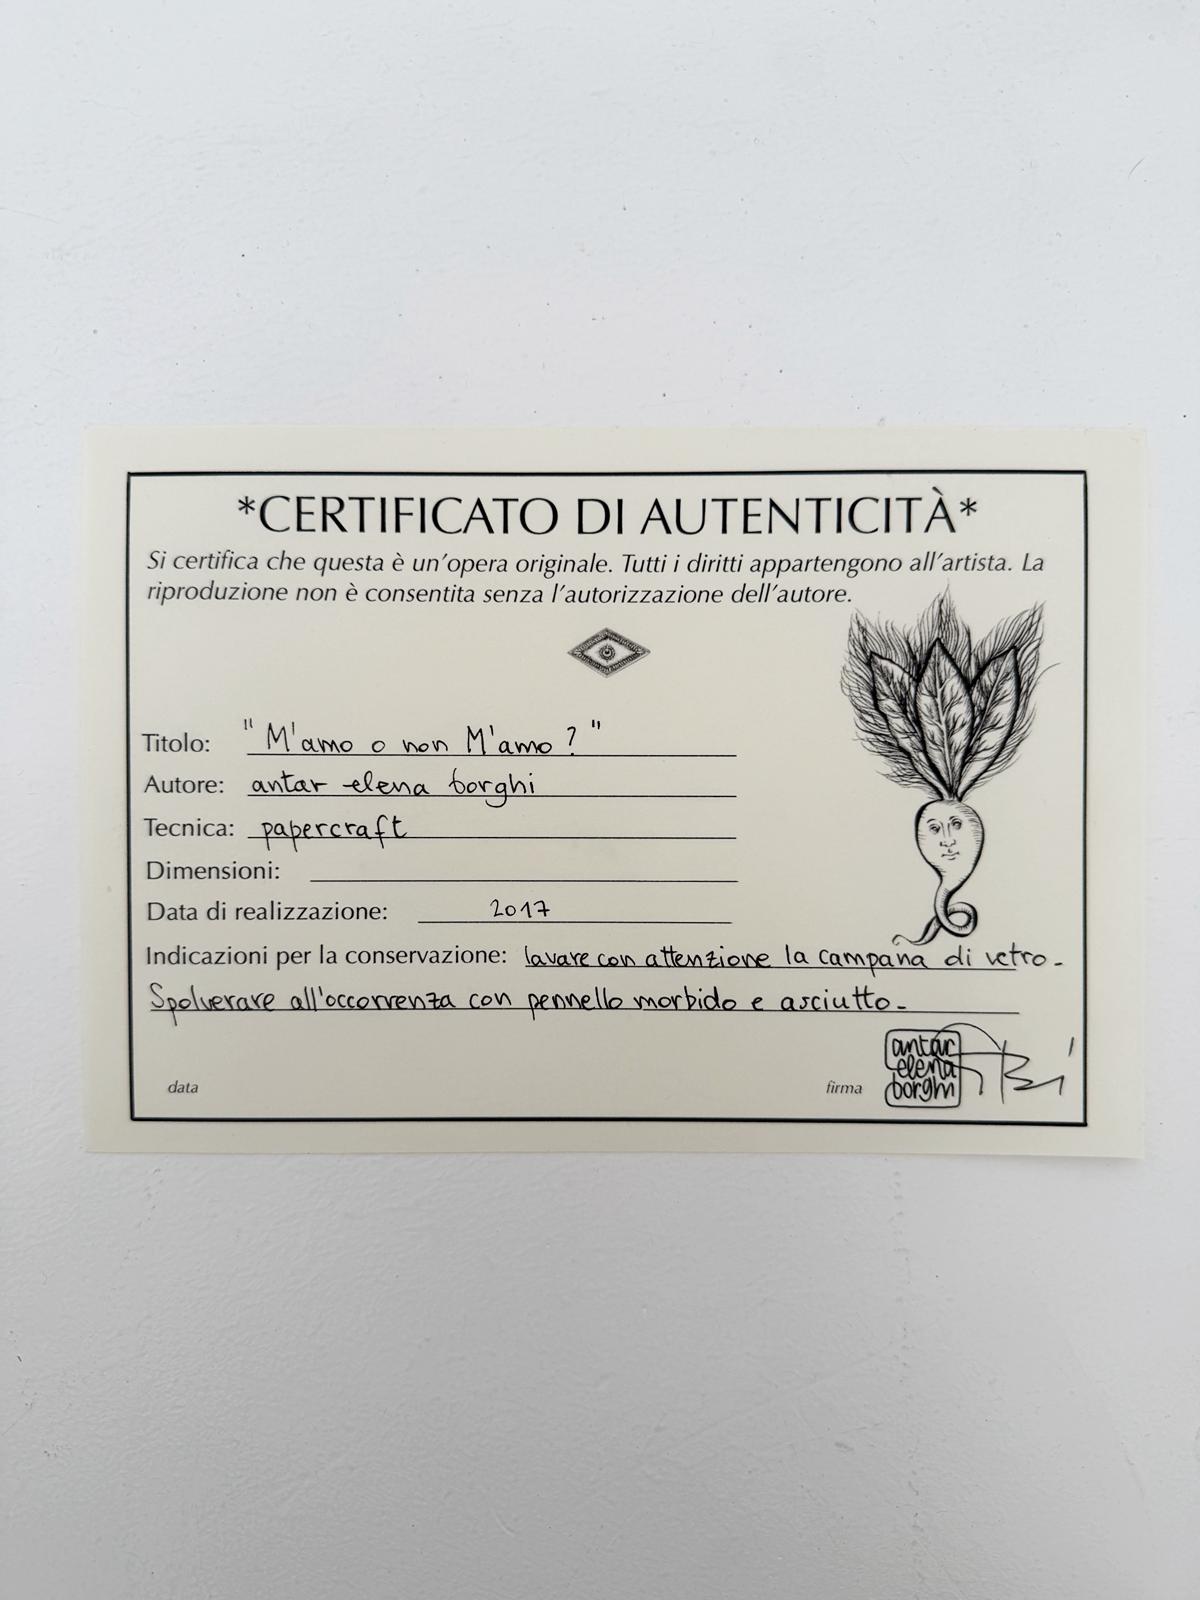 *CERTIFICATO DI AUTENTICITÀ*
Si certifica che questa è un'opera originale. Tutti i diritti appartengono all'artista. La
riproduzione non è consentita senza l'autorizzazione dell'autore.
Titolo: "M'amo o non M'amo?"
Autore: antar elena borghi
Tecnica: papercraft
Dimensioni:
Data di realizzazione: 2017
Indicazioni per la conservazione: lavare con attenzione la campana di vetro.
Spolverare all'occorrenza con pennello morbido e asciutto.
data
firma
antar
elena
borghi